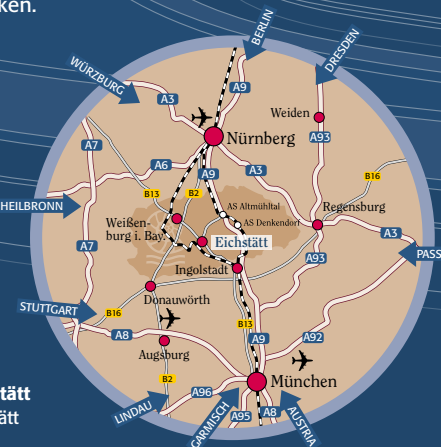 ken.
BERLIN
DRESDEN
WÜRZBURG
A9
A3
Weiden
A7
Nürnberg
A93
A6
A9
A3
B16
B13
B2
HEILBRONN
AS Altmühltal
Regensburg
Weißen-
burg i. Bay.
AS Denkendorf
A3
Eichstätt
A7
PASS
Ingolstadt
A93
Donauwörth
STUTTGART
B16
B13
A8
A9
A92
Augsburg
B2
A96
München
tätt
LINDAU
A95
A8
tätt
GARMISCH
AUSTRIA